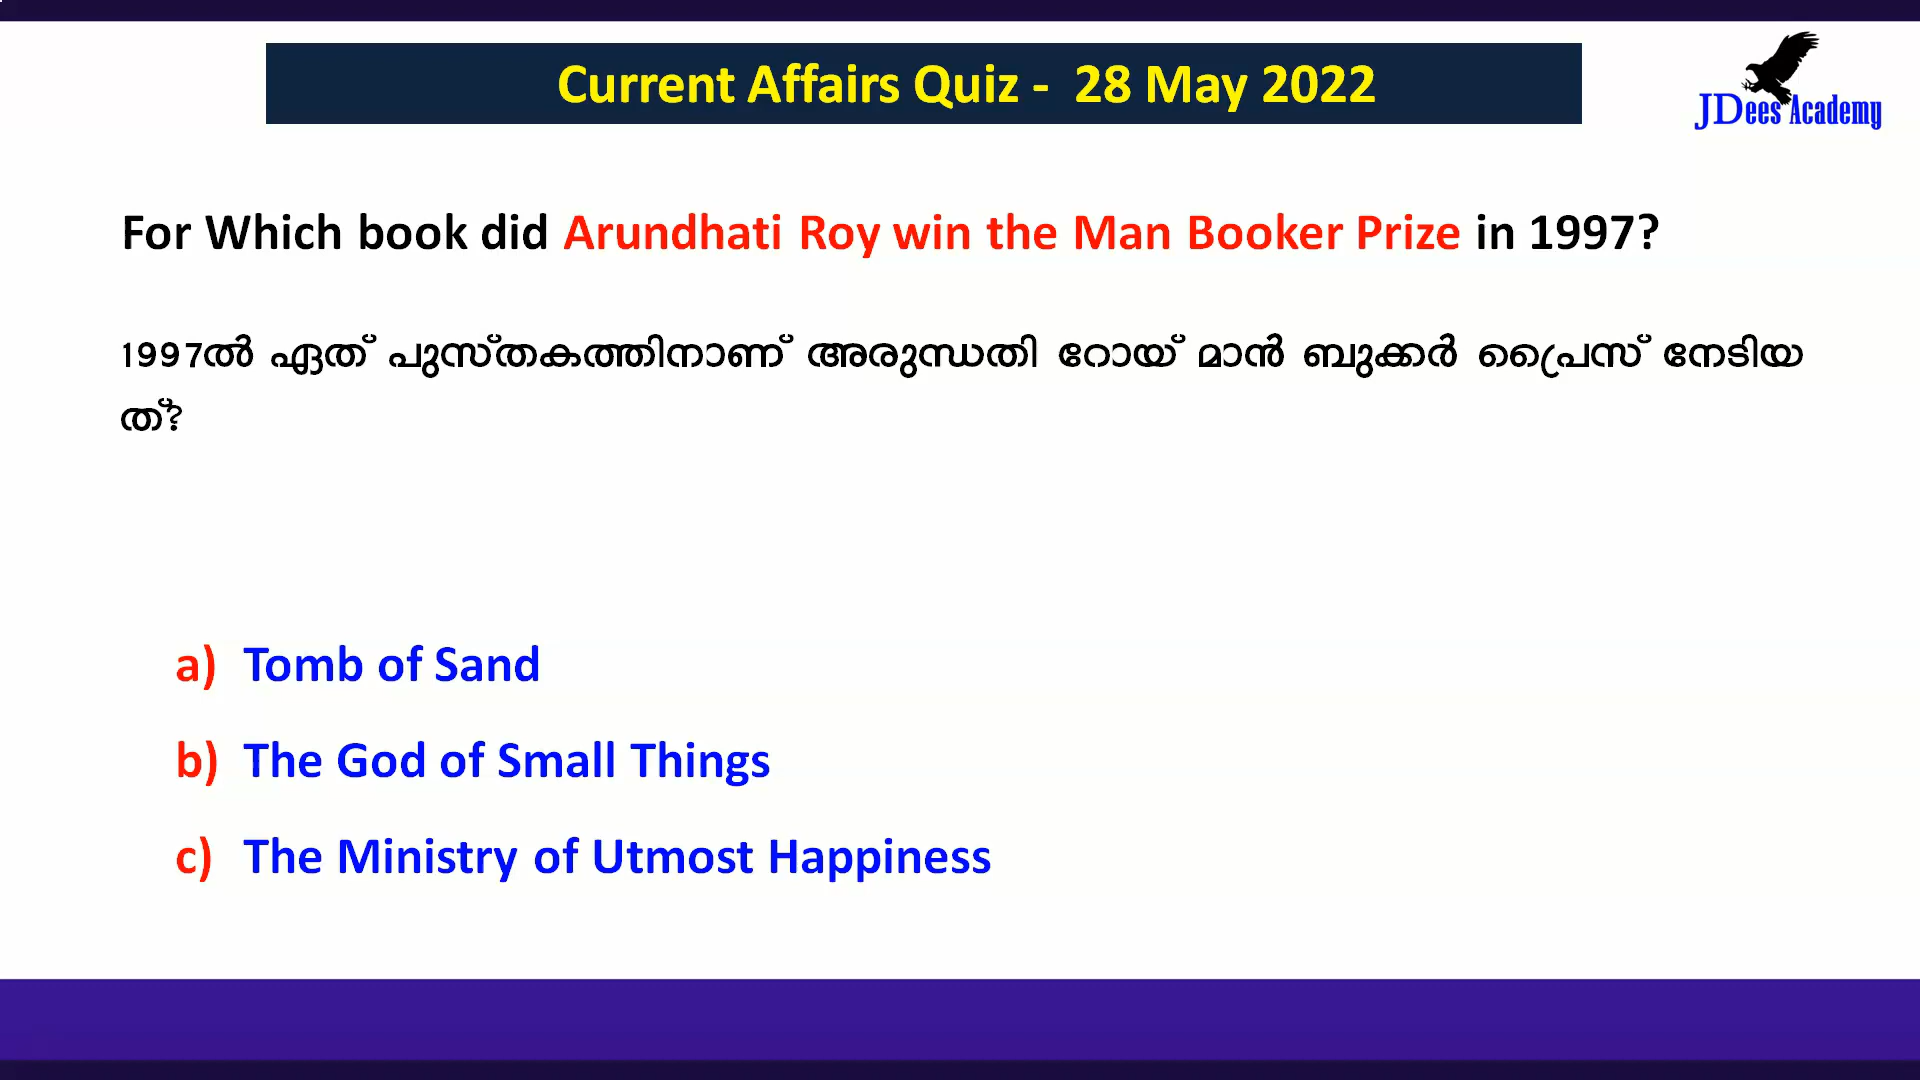 Current Affairs Quiz - 28 May 2022
JDees Academy
For Which book did Arundhati Roy win the Man Booker Prize in 1997?
1997ൽ ഏത് പുസ്തകത്തിനാണ് അരുന്ധതി റോയ് മാൻ ബുക്കർ പ്രൈസ് നേടിയ
ത്?
a) Tomb of Sand
b) The God of Small Things
c) The Ministry of Utmost Happiness